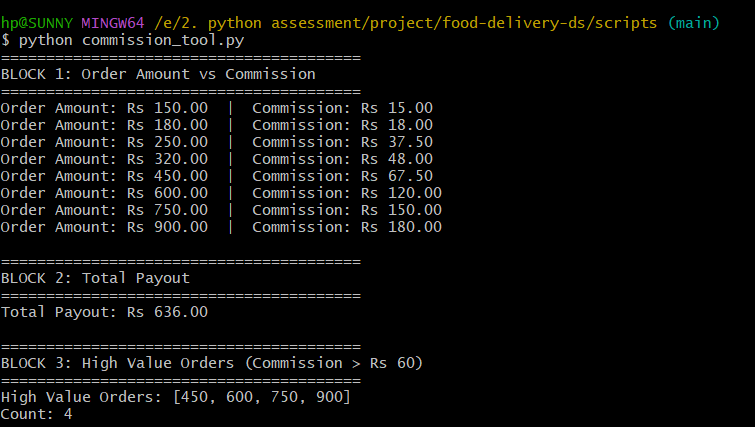 hp@SUNNY MINGW64 /e/2. python assessment/project/food-delivery-ds/scripts (main)
$ python commission_tool.py
========================================
BLOCK 1: Order Amount vs Commission
========================================
Order Amount: Rs 150.00  |  Commission: Rs 15.00
Order Amount: Rs 180.00  |  Commission: Rs 18.00
Order Amount: Rs 250.00  |  Commission: Rs 37.50
Order Amount: Rs 320.00  |  Commission: Rs 48.00
Order Amount: Rs 450.00  |  Commission: Rs 67.50
Order Amount: Rs 600.00  |  Commission: Rs 120.00
Order Amount: Rs 750.00  |  Commission: Rs 150.00
Order Amount: Rs 900.00  |  Commission: Rs 180.00
========================================
BLOCK 2: Total Payout
========================================
Total Payout: Rs 636.00
========================================
BLOCK 3: High Value Orders (Commission > Rs 60)
========================================
High Value Orders: [450, 600, 750, 900]
Count: 4